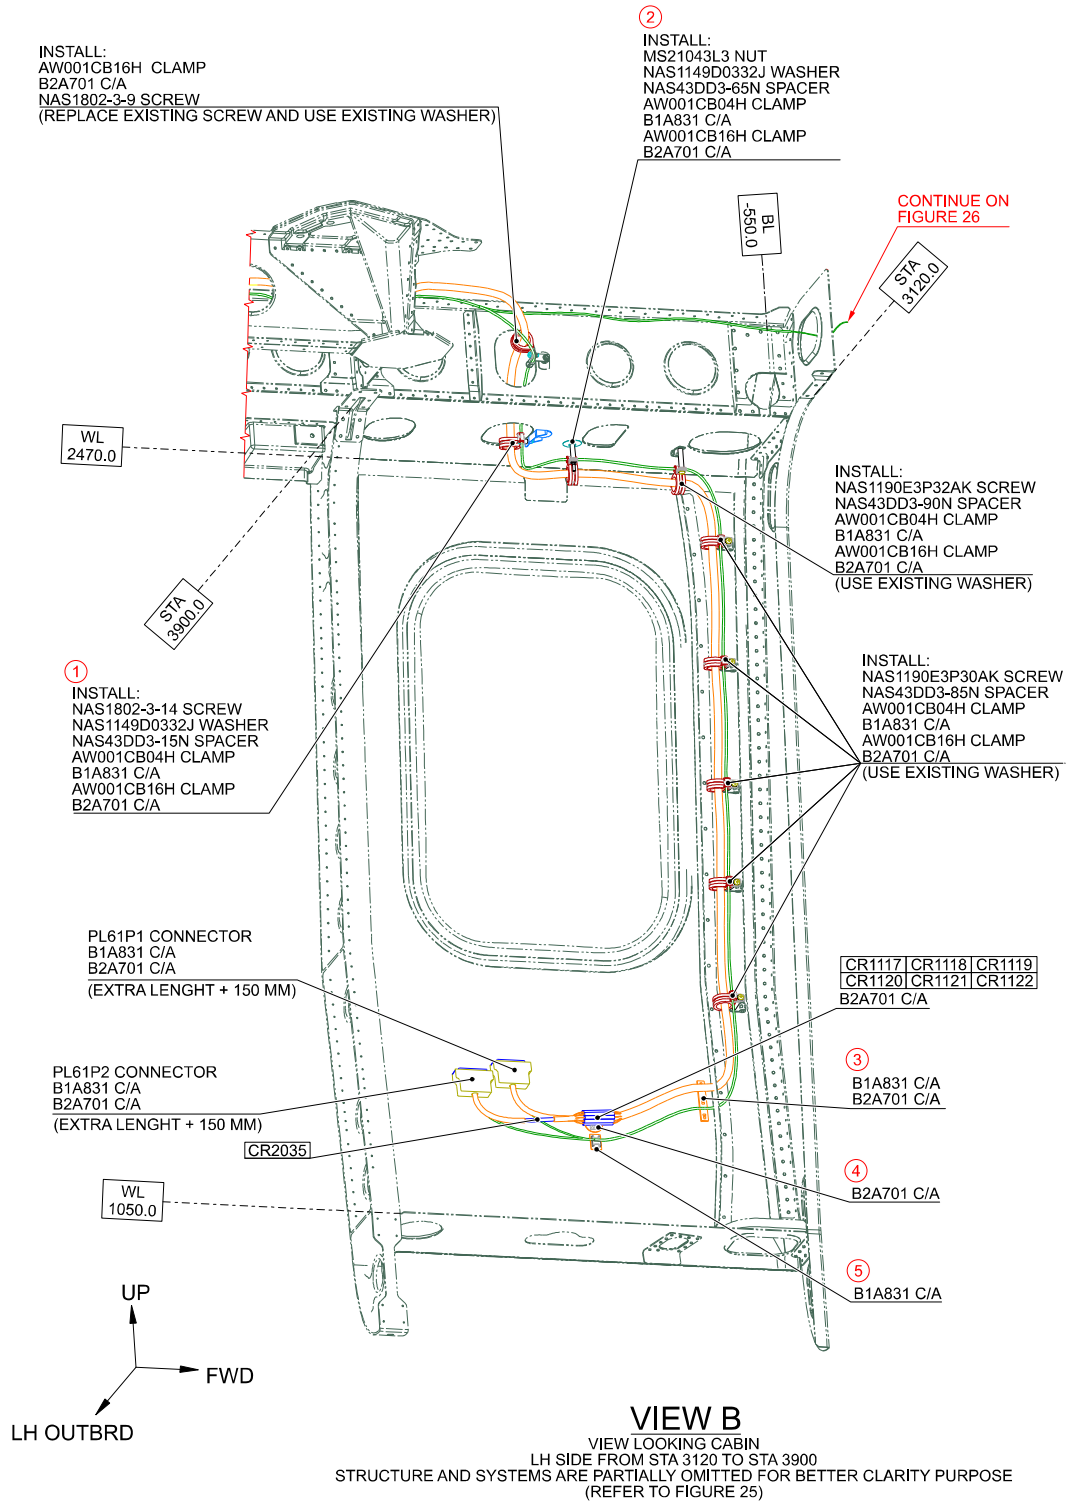 INSTALL:
AW001CB16H CLAMP
B2A701 C/A
NAS1802-3-9 SCREW
(REPLACE EXISTING SCREW AND USE EXISTING WASHER)
2
INSTALL:
MS21043L3 NUT
NAS1149D0332J WASHER
NAS43DD3-65N SPACER
AW001CB04H CLAMP
B1A831 C/A
AW001CB16H CLAMP
B2A701 C/A
BL
-550.0
CONTINUE ON
FIGURE 26
STA
3120.0
WL
2470.0
INSTALL:
NAS1190E3P32AK SCREW
NAS43DD3-90N SPACER
AW001CB04H CLAMP
B1A831 C/A
AW001CB16H CLAMP
B2A701 C/A
(USE EXISTING WASHER)
STA
3900.0
1
INSTALL:
NAS1802-3-14 SCREW
NAS1149D0332J WASHER
NAS43DD3-15N SPACER
AW001CB04H CLAMP
B1A831 C/A
AW001CB16H CLAMP
B2A701 C/A
INSTALL:
NAS1190E3P30AK SCREW
NAS43DD3-85N SPACER
AW001CB04H CLAMP
B1A831 C/A
AW001CB16H CLAMP
B2A701 C/A
(USE EXISTING WASHER)
PL61P1 CONNECTOR
B1A831 C/A
B2A701 C/A
(EXTRA LENGHT + 150 MM)
CR1117 CR1118 CR1119
CR1120 CR1121 CR1122
B2A701 C/A
PL61P2 CONNECTOR
B1A831 C/A
B2A701 C/A
(EXTRA LENGHT + 150 MM)
3
B1A831 C/A
B2A701 C/A
CR2035
4
B2A701 C/A
WL
1050.0
5
B1A831 C/A
UP
FWD
LH OUTBRD
VIEW B
VIEW LOOKING CABIN
LH SIDE FROM STA 3120 TO STA 3900
STRUCTURE AND SYSTEMS ARE PARTIALLY OMITTED FOR BETTER CLARITY PURPOSE
(REFER TO FIGURE 25)